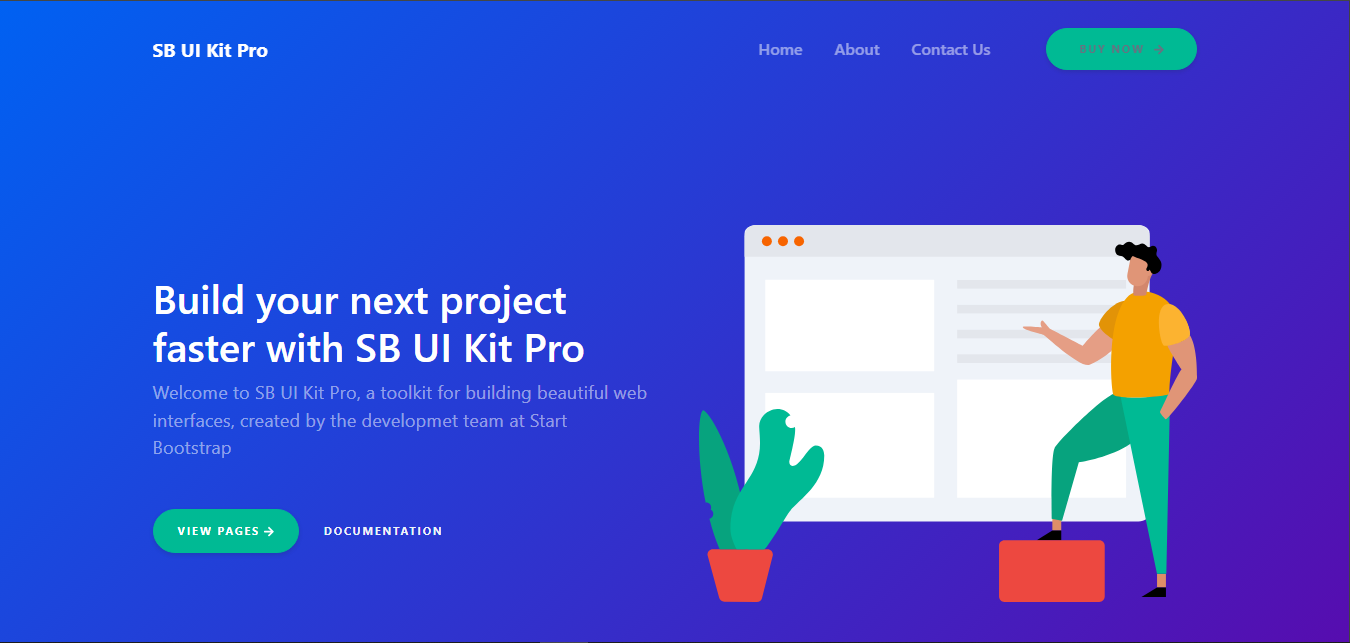 SB UI Kit Pro
Home About Contact Us BUY NOW →
Build your next project
faster with SB UI Kit Pro
Welcome to SB UI Kit Pro, a toolkit for building beautiful web
interfaces, created by the developmet team at Start
Bootstrap
VIEW PAGES → DOCUMENTATION